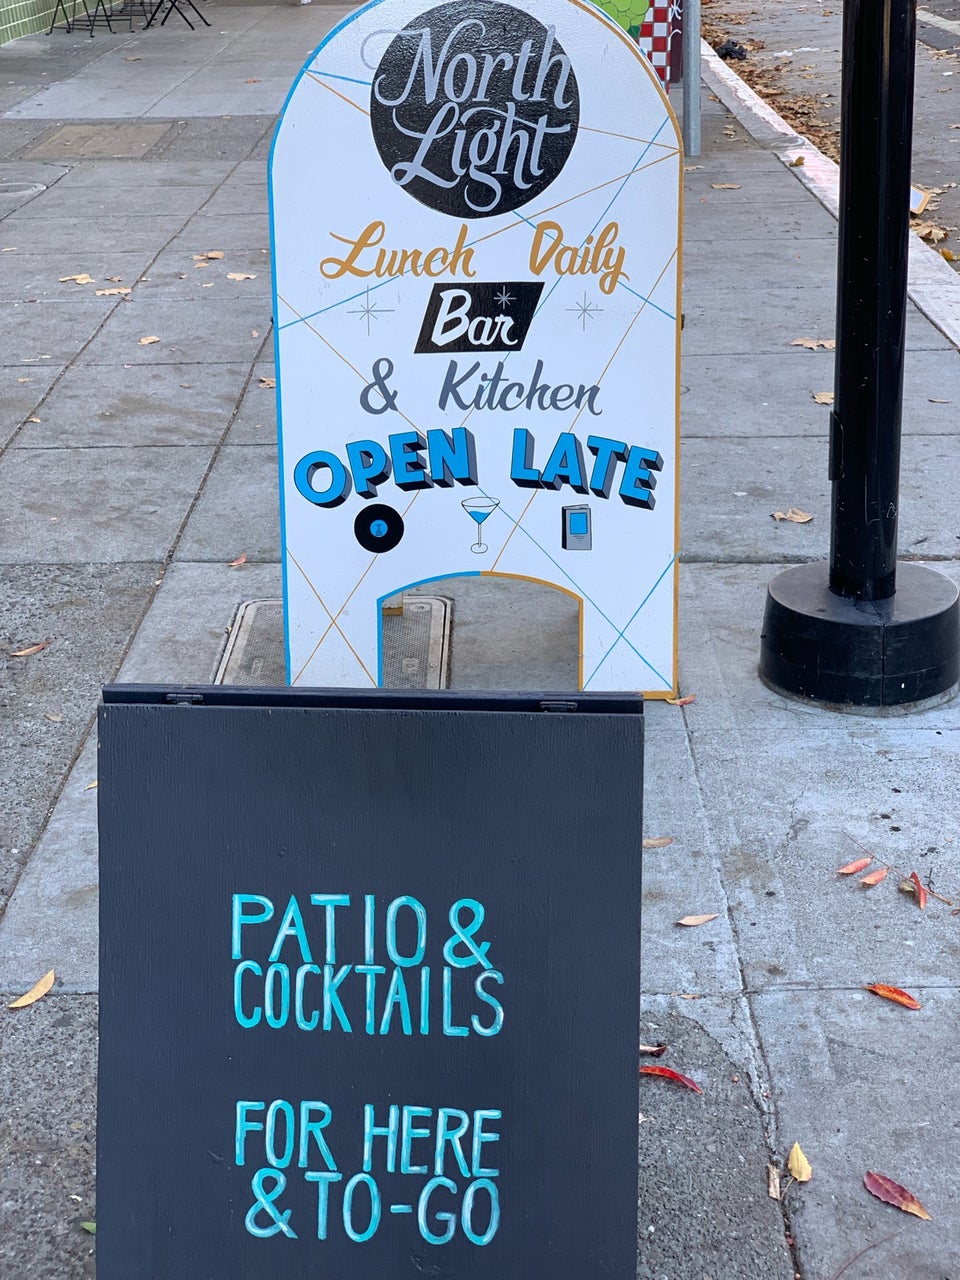 North
Light
Lunch Daily
Bar
& Kitchen
OPEN LATE
PATIO &
COCKTAILS
FOR HERE
& TO-GO